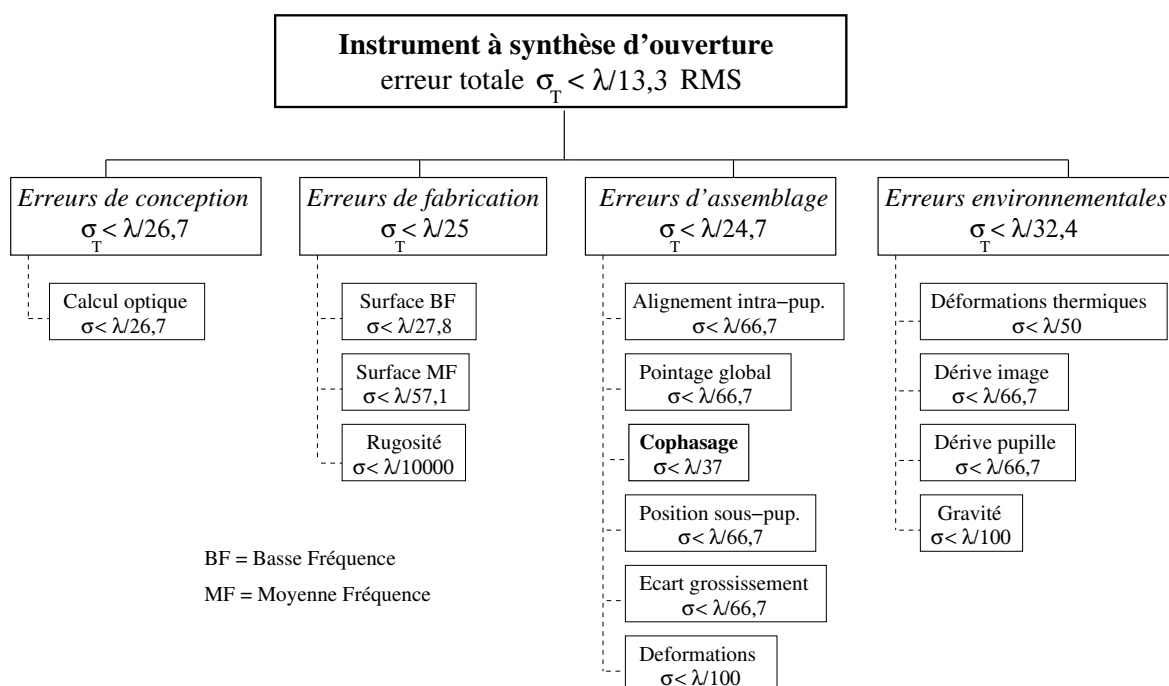 Instrument à synthèse d'ouverture
erreur totale σT < λ/13,3 RMS
Erreurs de conception
σT < λ/26,7
Calcul optique
σ< λ/26,7
Erreurs de fabrication
σT < λ/25
Surface BF
σ< λ/27,8
Surface MF
σ< λ/57,1
Rugosité
σ< λ/10000
Erreurs d'assemblage
σT < λ/24,7
Alignement intra−pup.
σ< λ/66,7
Pointage global
σ< λ/66,7
Cophasage
σ< λ/37
Position sous−pup.
σ< λ/66,7
Ecart grossissement
σ< λ/66,7
Deformations
σ< λ/100
Erreurs environnementales
σT < λ/32,4
Déformations thermiques
σ< λ/50
Dérive image
σ< λ/66,7
Dérive pupille
σ< λ/66,7
Gravité
σ< λ/100
BF = Basse Fréquence
MF = Moyenne Fréquence